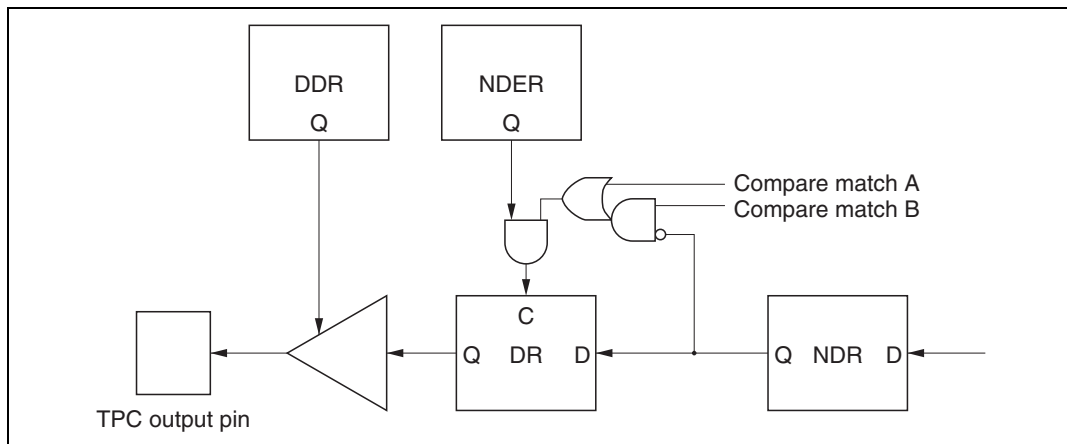 DDR
Q
NDER
Q
Compare match A
Compare match B
C
Q DR D
Q NDR D
TPC output pin